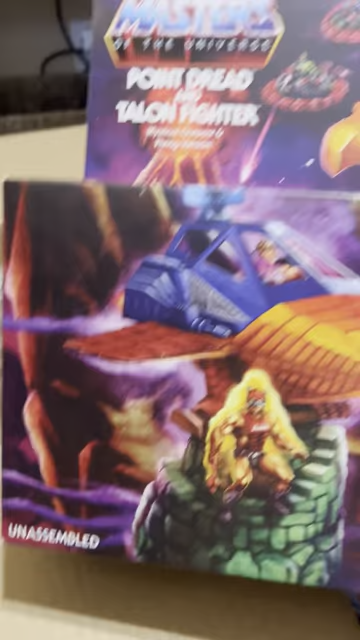 MASTERS
OF THE UNIVERSE
POINT DREAD
AND
TALON FIGHTER
UNASSEMBLED